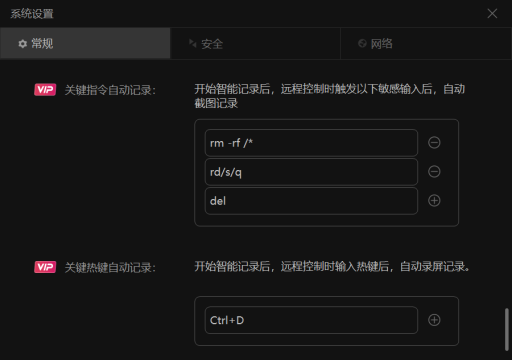 系统设置
常规
安全
网络
VIP 关键指令自动记录：
开始智能记录后，远程控制时触发以下敏感输入后，自动
截图记录
rm -rf /*
rd/s/q
del
VIP 关键热键自动记录：
开始智能记录后，远程控制时输入热键后，自动录屏记录。
Ctrl+D